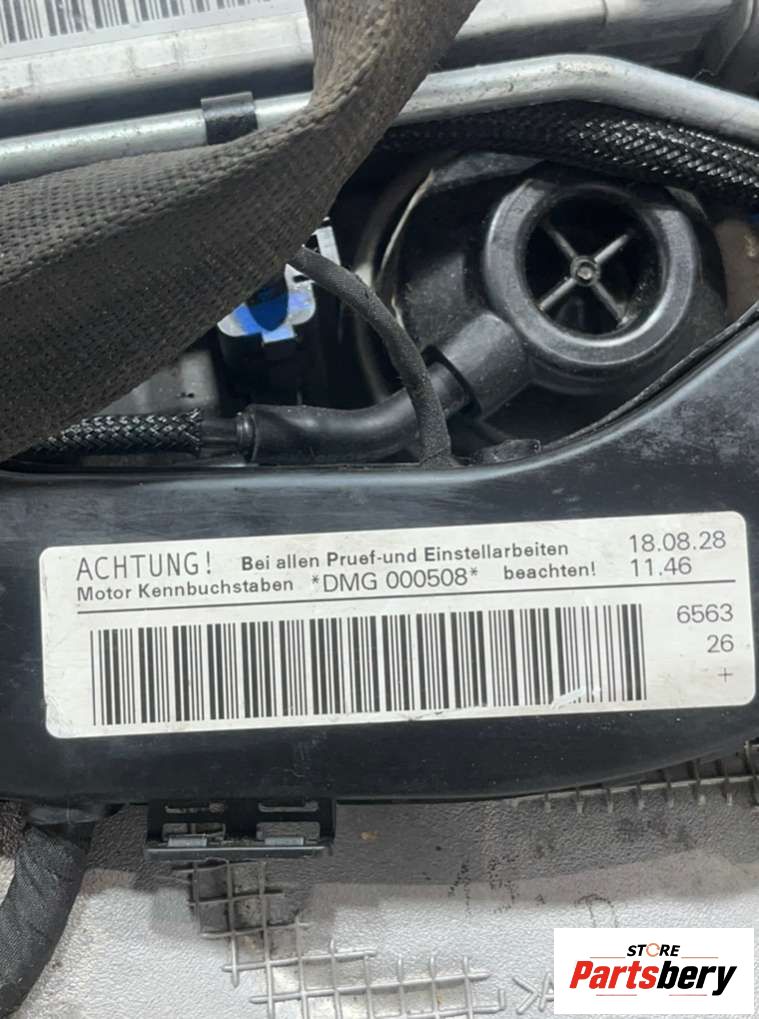 ACHTUNG! Bei allen Pruef-und Einstellarbeiten 18.08.28
Motor Kennbuchstaben *DMG 000508* beachten! 11.46
6563
26
+
STORE
Partsbery